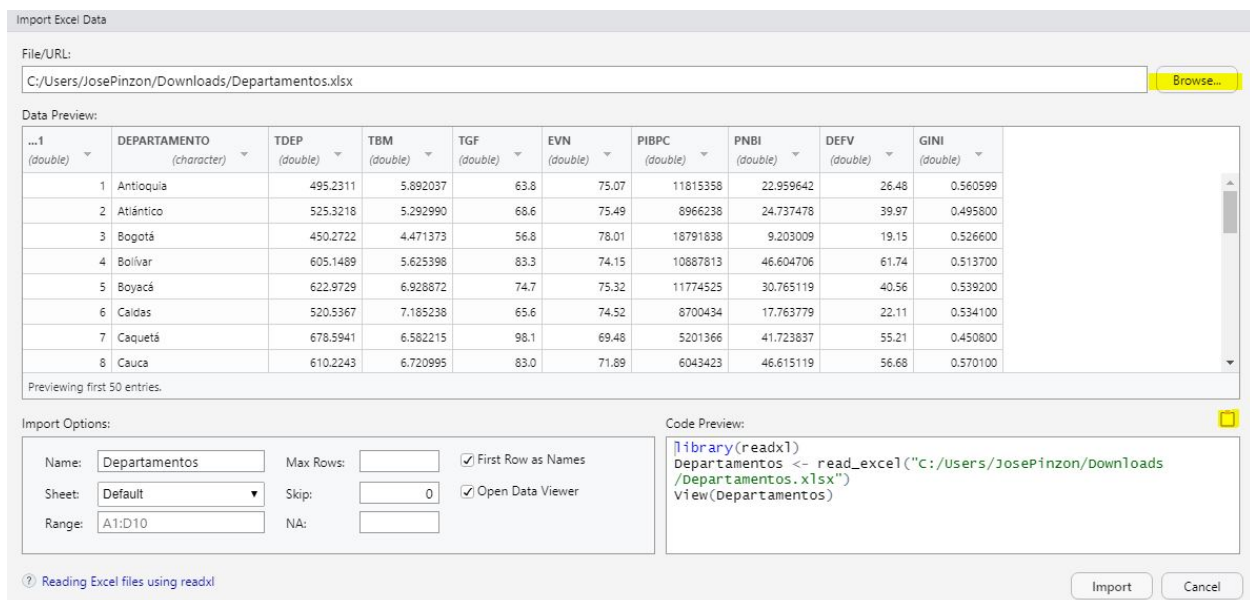 Import Excel Data
File/URL:
C:/Users/JosePinzon/Downloads/Departamentos.xlsx
Browse...
Data Preview:
...1 DEPARTAMENTO TDEP TBM TGF EVN PIBPC PNBI DEFV GINI
(double) (character) (double) (double) (double) (double) (double) (double) (double) (double)
1 Antioquia 495.2311 5.892037 63.8 75.07 11815358 22.959642 26.48 0.560599
2 Atlántico 525.3218 5.292990 68.6 75.49 8966238 24.737478 39.97 0.495800
3 Bogotá 450.2722 4.471373 56.8 78.01 18791838 9.203009 19.15 0.526600
4 Bolívar 605.1489 5.625398 83.3 74.15 10887813 46.604706 61.74 0.513700
5 Boyacá 622.9729 6.928872 74.7 75.32 11774525 30.765119 40.56 0.539200
6 Caldas 520.5367 7.185238 65.6 74.52 8700434 17.763779 22.11 0.534100
7 Caquetá 678.5941 6.582215 98.1 69.48 5201366 41.723837 55.21 0.450800
8 Cauca 610.2243 6.720995 83.0 71.89 6043423 46.615119 56.68 0.570100
Previewing first 50 entries.
Import Options:
Name: Departamentos Max Rows: First Row as Names
Sheet: Default Skip: 0 Open Data Viewer
Range: A1:D10 NA:
Code Preview:
library(readxl)
Departamentos <- read_excel("C:/Users/JosePinzon/Downloads
/Departamentos.xlsx")
View(Departamentos)
? Reading Excel files using readxl
Import Cancel